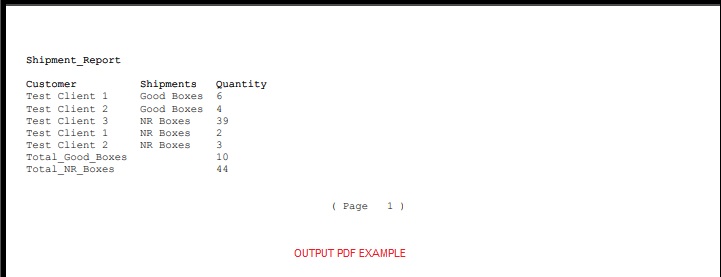 Shipment_Report
Customer Shipments Quantity
Test Client 1 Good Boxes 6
Test Client 2 Good Boxes 4
Test Client 3 NR Boxes 39
Test Client 1 NR Boxes 2
Test Client 2 NR Boxes 3
Total_Good_Boxes 10
Total_NR_Boxes 44
( Page 1 )
OUTPUT PDF EXAMPLE